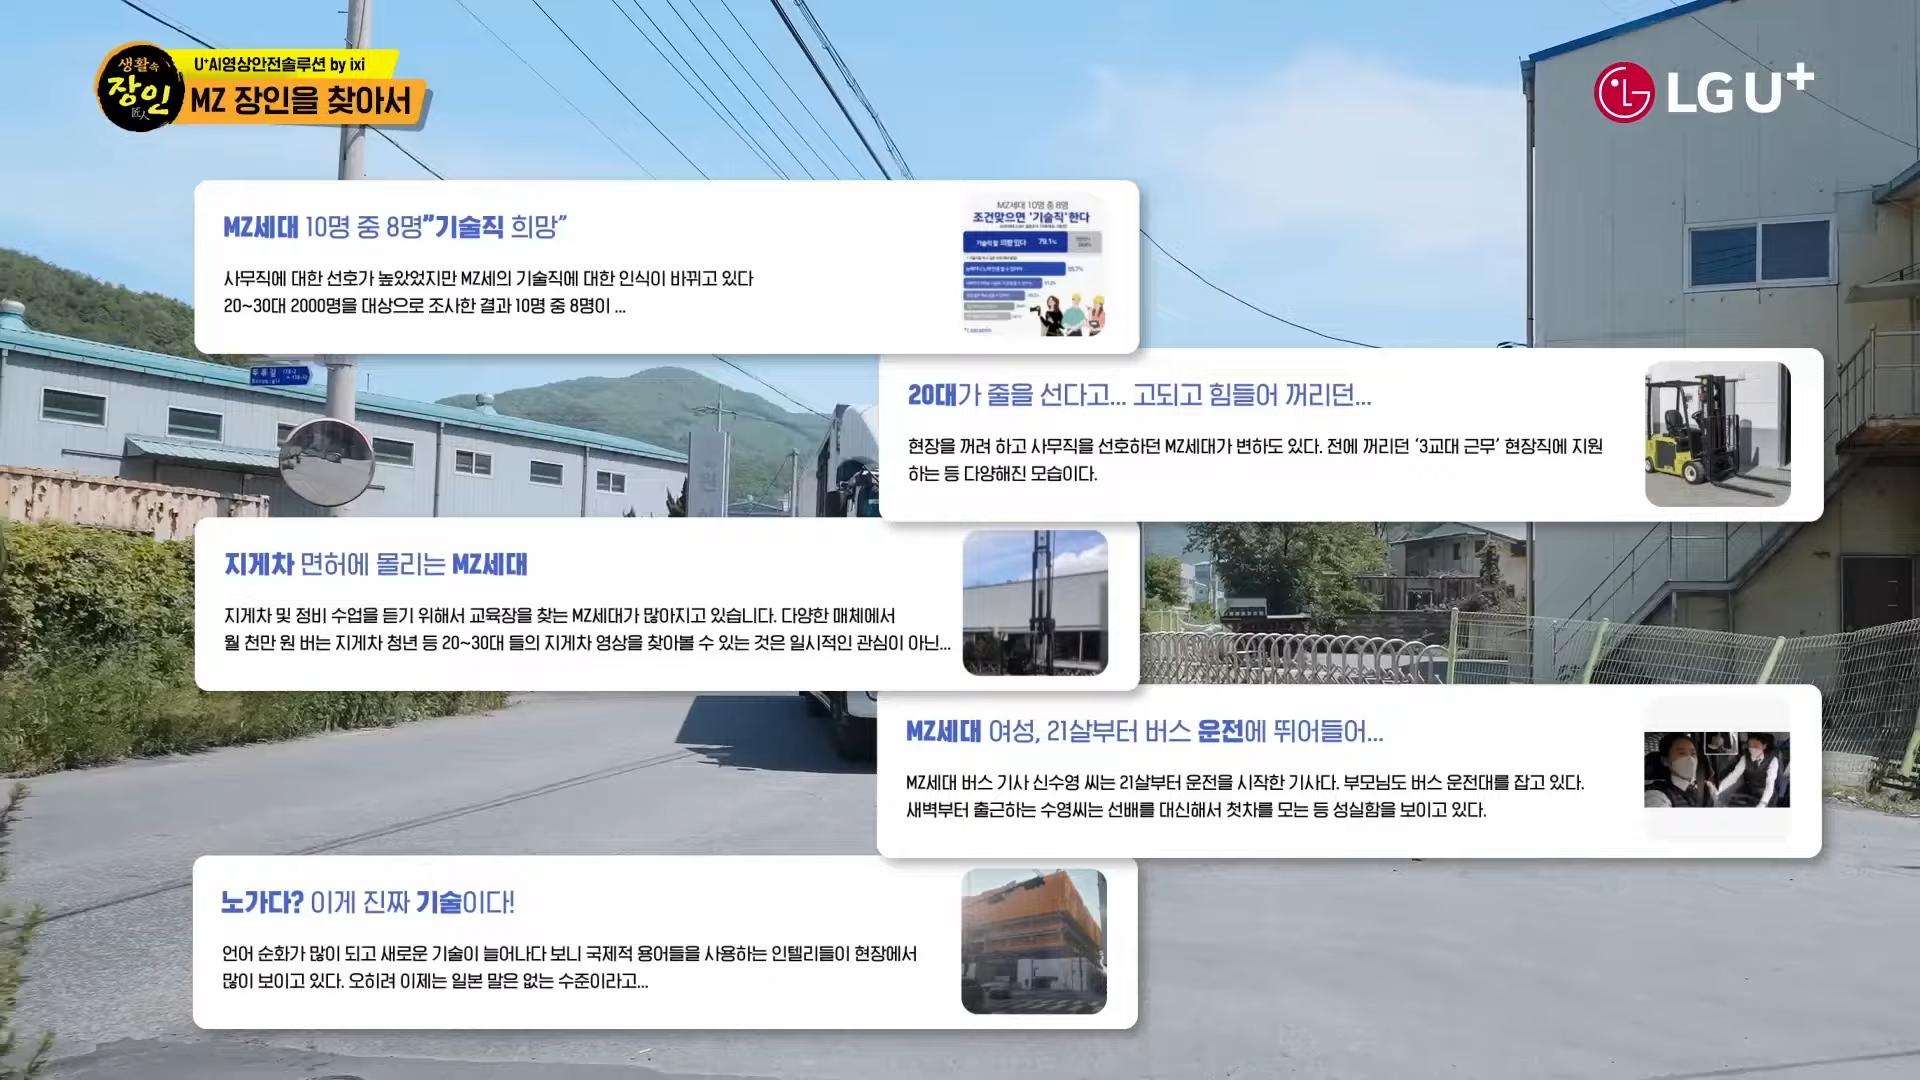 생활속
장인
匠人
U+AI영상안전솔루션 by ixi
MZ 장인을 찾아서
LG U+
MZ세대 10명 중 8명”기술직 희망”
사무직에 대한 선호가 높았었지만 MZ세의 기술직에 대한 인식이 바뀌고 있다
20~30대 2000명을 대상으로 조사한 결과 10명 중 8명이 ...
MZ세대 10명 중 8명
조건맞으면 '기술직'한다
기술직 할 의향 있다 79.1%
20대가 줄을 선다고... 고되고 힘들어 꺼리던...
현장을 꺼려 하고 사무직을 선호하던 MZ세대가 변하도 있다. 전에 꺼리던 ‘3교대 근무’ 현장직에 지원
하는 등 다양해진 모습이다.
지게차 면허에 몰리는 MZ세대
지게차 및 정비 수업을 듣기 위해서 교육장을 찾는 MZ세대가 많아지고 있습니다. 다양한 매체에서
월 천만 원 버는 지게차 청년 등 20~30대 들의 지게차 영상을 찾아볼 수 있는 것은 일시적인 관심이 아닌...
MZ세대 여성, 21살부터 버스 운전에 뛰어들어...
MZ세대 버스 기사 신수영 씨는 21살부터 운전을 시작한 기사다. 부모님도 버스 운전대를 잡고 있다.
새벽부터 출근하는 수영씨는 선배를 대신해서 첫차를 모는 등 성실함을 보이고 있다.
노가다? 이게 진짜 기술이다!
언어 순화가 많이 되고 새로운 기술이 늘어나다 보니 국제적 용어들을 사용하는 인텔리들이 현장에서
많이 보이고 있다. 오히려 이제는 일본 말은 없는 수준이라고...